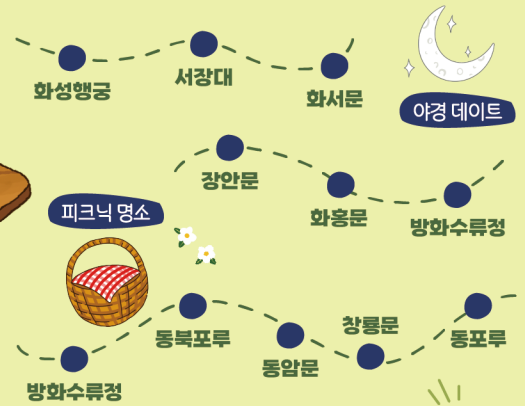 화성행궁
서장대
화서문
야경 데이트
장안문
화홍문
방화수류정
피크닉 명소
방화수류정
동북포루
동암문
창룡문
동포루